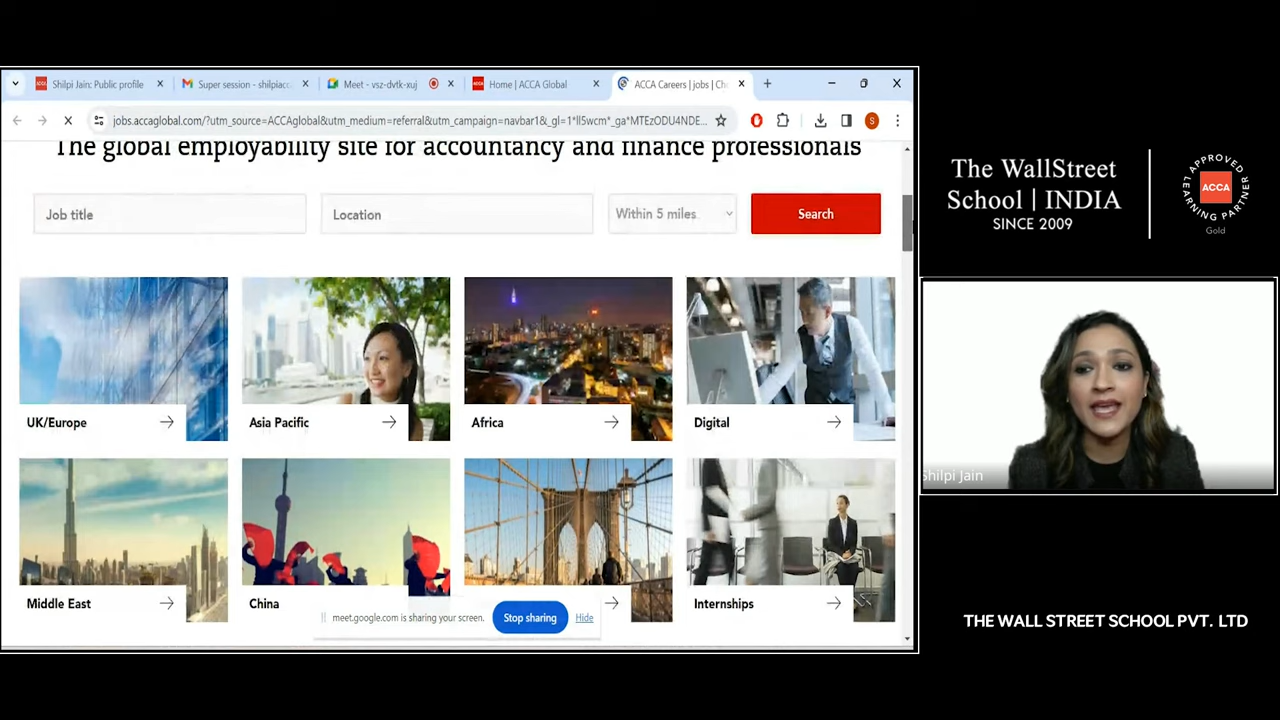 Shilpi Jain: Public profile
Super session - shilpiacc
Meet - vsz-dvtk-xuj
Home | ACCA Global
ACCA Careers | jobs | Ch
jobs.accaglobal.com/?utm_source=ACCAglobal&utm_medium=referral&utm_campaign=navbar1&_gl=1*ll5wcm*_ga*MTEzODU4NDE...
S
The global employability site for accountancy and finance professionals
Job title
Location
Within 5 miles
Search
UK/Europe
Asia Pacific
Africa
Digital
Middle East
China
Internships
meet.google.com is sharing your screen.
Stop sharing
Hide
The WallStreet
School | INDIA
SINCE 2009
APPROVED
LEARNING PARTNER
ACCA
Gold
Shilpi Jain
THE WALL STREET SCHOOL PVT. LTD